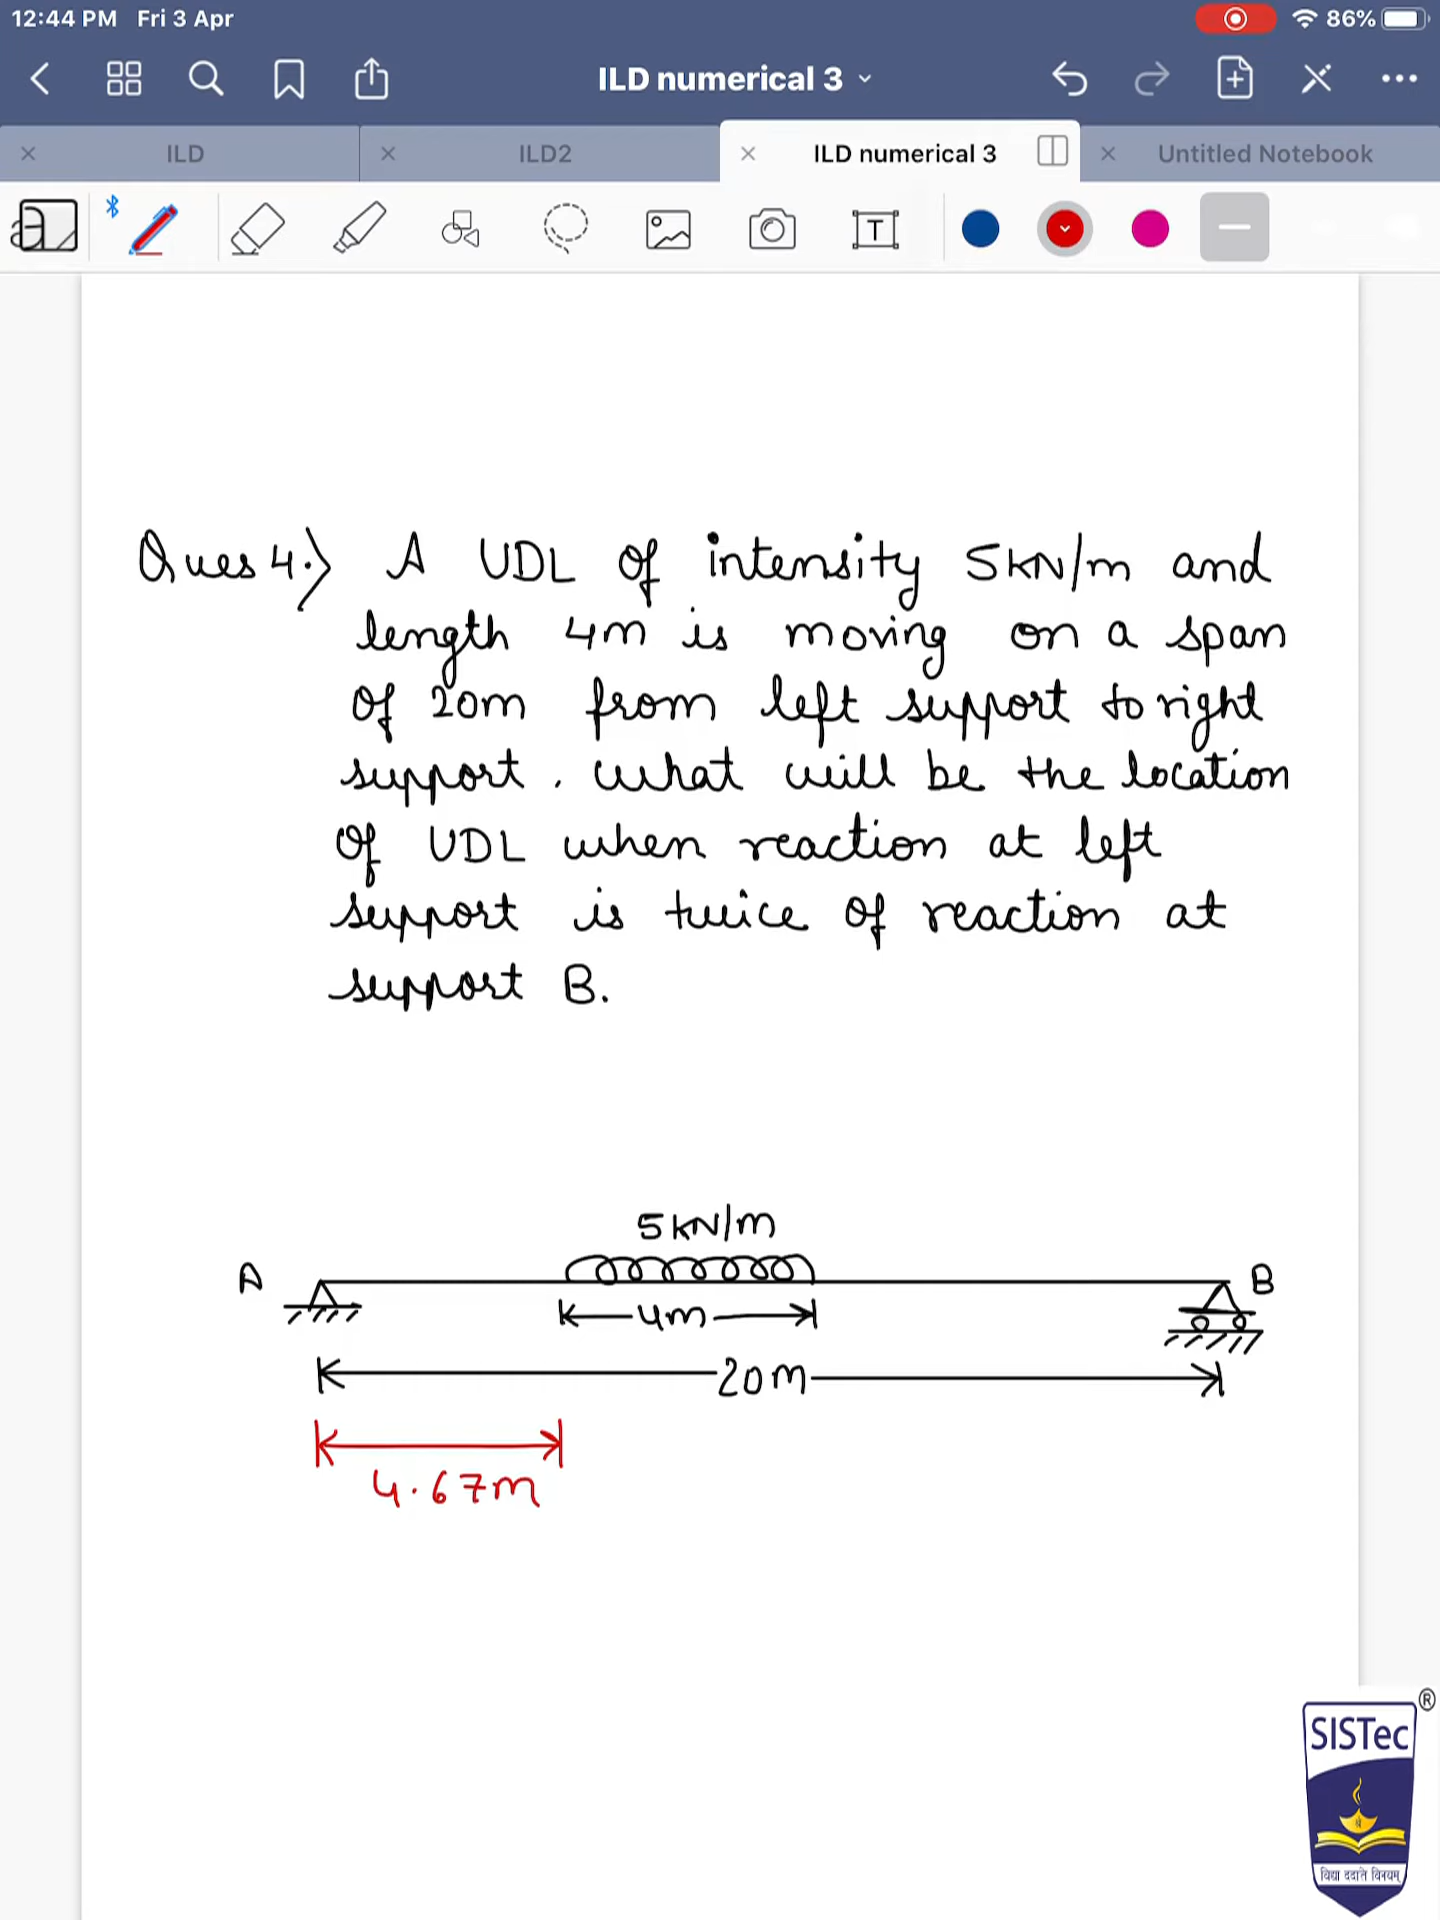 12:44 PM Fri 3 Apr
86%
ILD numerical 3
ILD
ILD2
ILD numerical 3
Untitled Notebook
Ques 4.) A UDL of intensity 5kN/m and
length 4m is moving on a span
of 20m from left support to right
support. What will be the location
of UDL when reaction at left
support is twice of reaction at
support B.
5kN/m
A
B
4m
20m
4.67m
®
SISTec
विद्या ददाति विनयम्